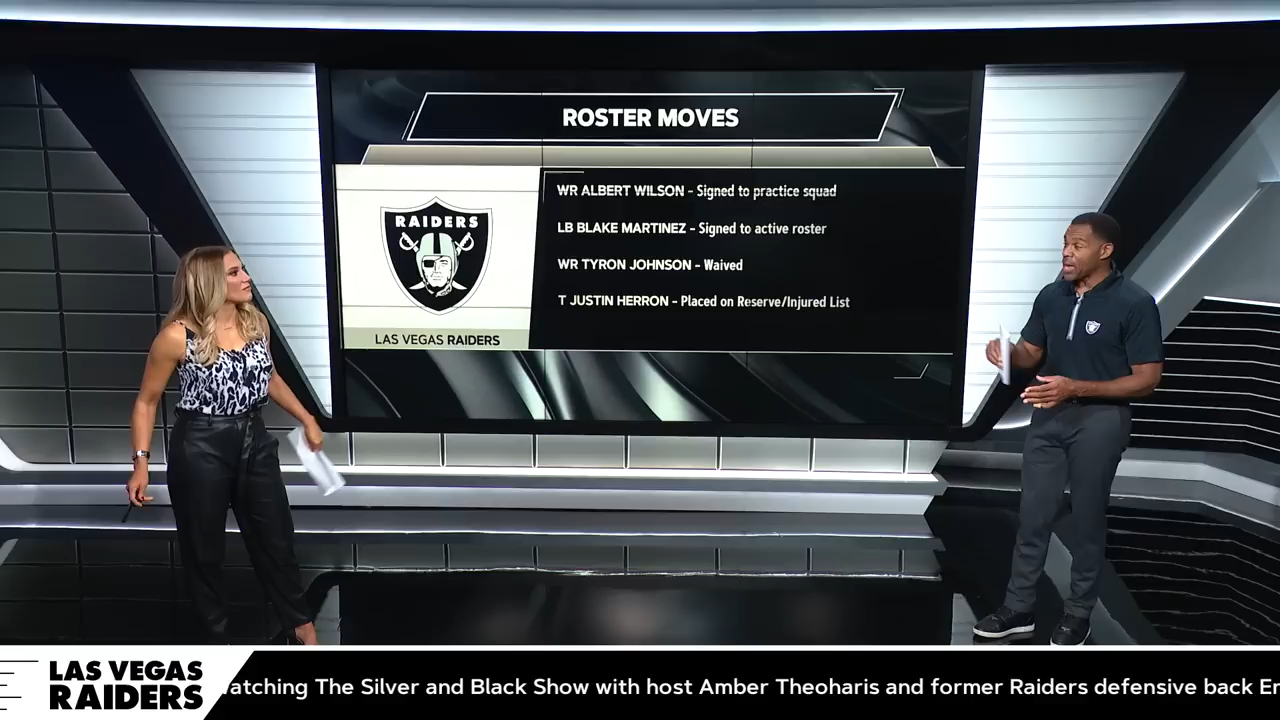 ROSTER MOVES
WR ALBERT WILSON - Signed to practice squad
LB BLAKE MARTINEZ - Signed to active roster
WR TYRON JOHNSON - Waived
T JUSTIN HERRON - Placed on Reserve/Injured List
RAIDERS
LAS VEGAS RAIDERS
LAS VEGAS
RAIDERS
atching The Silver and Black Show with host Amber Theoharis and former Raiders defensive back Er